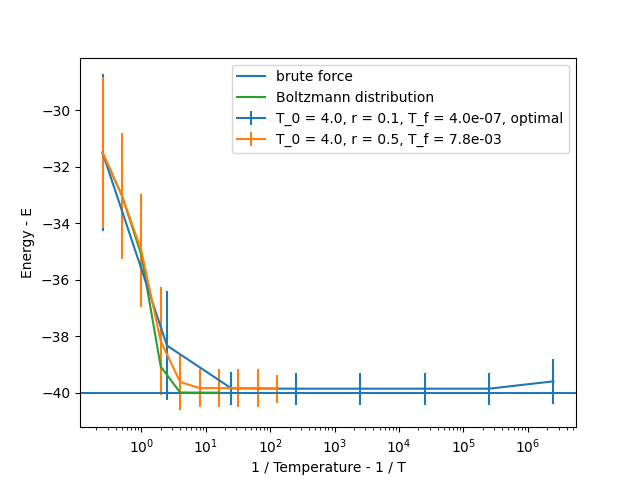 brute force
Boltzmann distribution
T_0 = 4.0, r = 0.1, T_f = 4.0e-07, optimal
T_0 = 4.0, r = 0.5, T_f = 7.8e-03
Energy - E
−30
−32
−34
−36
−38
−40
10⁰ 10¹ 10² 10³ 10⁴ 10⁵ 10⁶
1 / Temperature - 1 / T